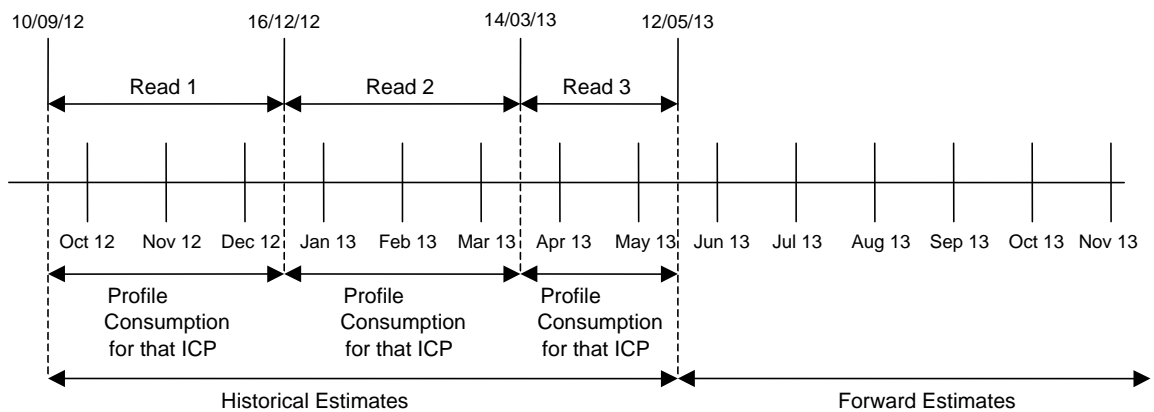 10/09/12 16/12/12 14/03/13 12/05/13
Read 1 Read 2 Read 3
Oct 12 Nov 12 Dec 12 Jan 13 Feb 13 Mar 13 Apr 13 May 13 Jun 13 Jul 13 Aug 13 Sep 13 Oct 13 Nov 13
Profile
Consumption
for that ICP
Profile
Consumption
for that ICP
Profile
Consumption
for that ICP
Historical Estimates Forward Estimates